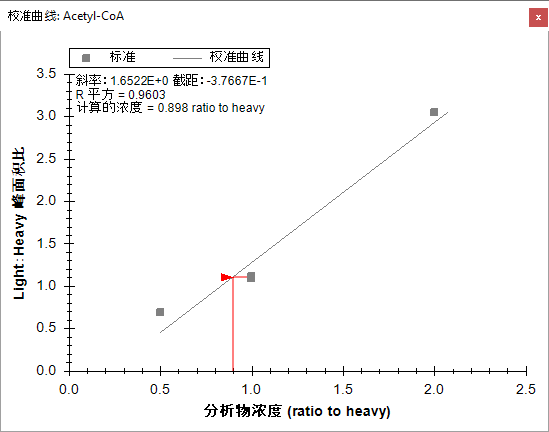 校准曲线: Acetyl-CoA
x
标准 校准曲线
斜率: 1.6522E+0 截距: -3.7667E-1
R 平方 = 0.9603
计算的浓度 = 0.898 ratio to heavy
3.5
3.0
2.5
2.0
1.5
1.0
0.5
0.0
Light:Heavy 峰面积比
0.0 0.5 1.0 1.5 2.0 2.5
分析物浓度 (ratio to heavy)